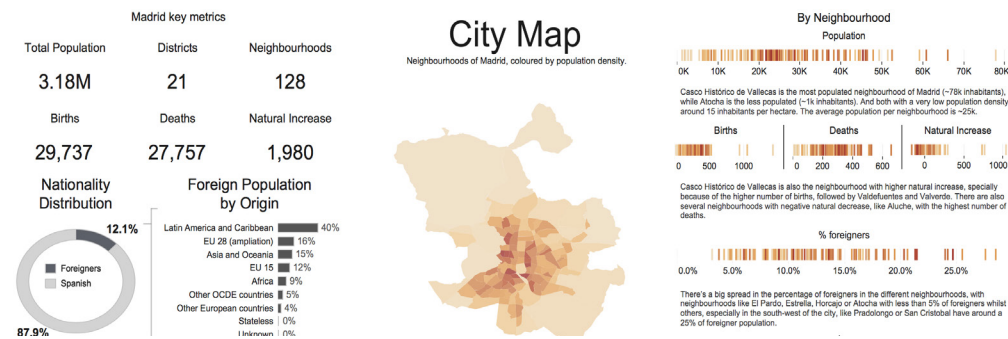 Madrid key metrics
Total Population
Districts
Neighbourhoods
3.18M
21
128
Births
Deaths
Natural Increase
29,737
27,757
1,980
Nationality
Distribution
12.1%
Foreigners
Spanish
87.9%
Foreign Population
by Origin
Latin America and Caribbean 40%
EU 28 (ampliation) 16%
Asia and Oceania 15%
EU 15 12%
Africa 9%
Other OCDE countries 5%
Other European countries 4%
Stateless 0%
Unknown 0%
City Map
Neighbourhoods of Madrid, coloured by population density.
By Neighbourhood
Population
0K 10K 20K 30K 40K 50K 60K 70K 80K
Casco Histórico de Vallecas is the most populated neighbourhood of Madrid (~78k inhabitants),
while Atocha is the less populated (~1k inhabitants). And both with a very low population density
around 15 inhabitants per hectare. The average population per neighbourhood is ~25k.
Births
Deaths
Natural Increase
0 500 1000
0 200 400 600
0 500 1000
Casco Histórico de Vallecas is also the neighbourhood with higher natural increase, specially
because of the higher number of births, followed by Valdefuentes and Valverde. There are also
several neighbourhoods with negative natural decrease, like Aluche, with the highest number of
deaths.
% foreigners
0.0% 5.0% 10.0% 15.0% 20.0% 25.0%
There's a big spread in the percentage of foreigners in the different neighbourhoods, with
neighbourhoods like El Pardo, Estrella, Horcajo or Atocha with less than 5% of foreigners whilst
others, especially in the south-west of the city, like Pradolongo or San Cristobal have around a
25% of foreigner population.